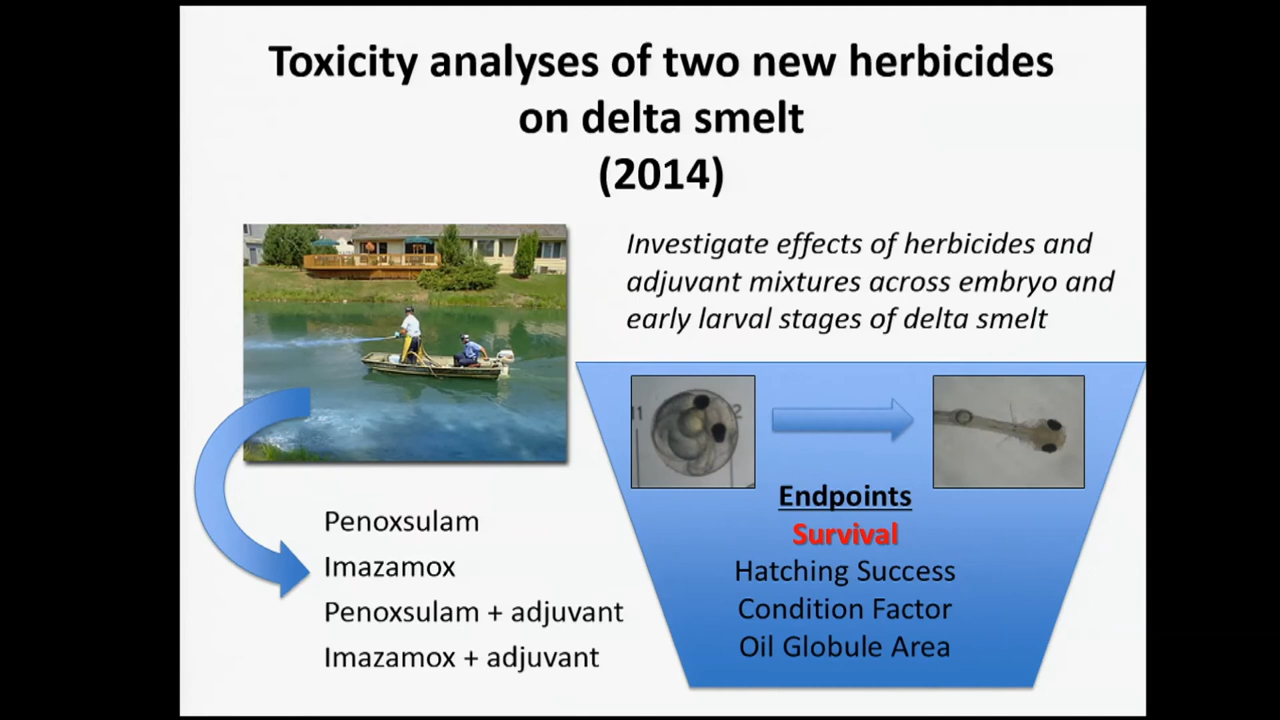 Toxicity analyses of two new herbicides
on delta smelt
(2014)
Investigate effects of herbicides and
adjuvant mixtures across embryo and
early larval stages of delta smelt
11
2
Endpoints
Survival
Hatching Success
Condition Factor
Oil Globule Area
Penoxsulam
Imazamox
Penoxsulam + adjuvant
Imazamox + adjuvant